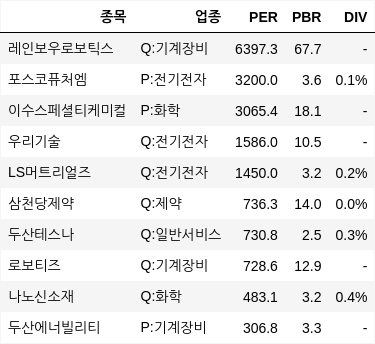 종목 업종 PER PBR DIV
레인보우로보틱스 Q:기계장비 6397.3 67.7 -
포스코퓨처엠 P:전기전자 3200.0 3.6 0.1%
이수스페셜티케미컬 P:화학 3065.4 18.1 -
우리기술 Q:전기전자 1586.0 10.5 -
LS머트리얼즈 Q:전기전자 1450.0 3.2 0.2%
삼천당제약 Q:제약 736.3 14.0 0.0%
두산테스나 Q:일반서비스 730.8 2.5 0.3%
로보티즈 Q:기계장비 728.6 12.9 -
나노신소재 Q:화학 483.1 3.2 0.4%
두산에너빌리티 P:기계장비 306.8 3.3 -